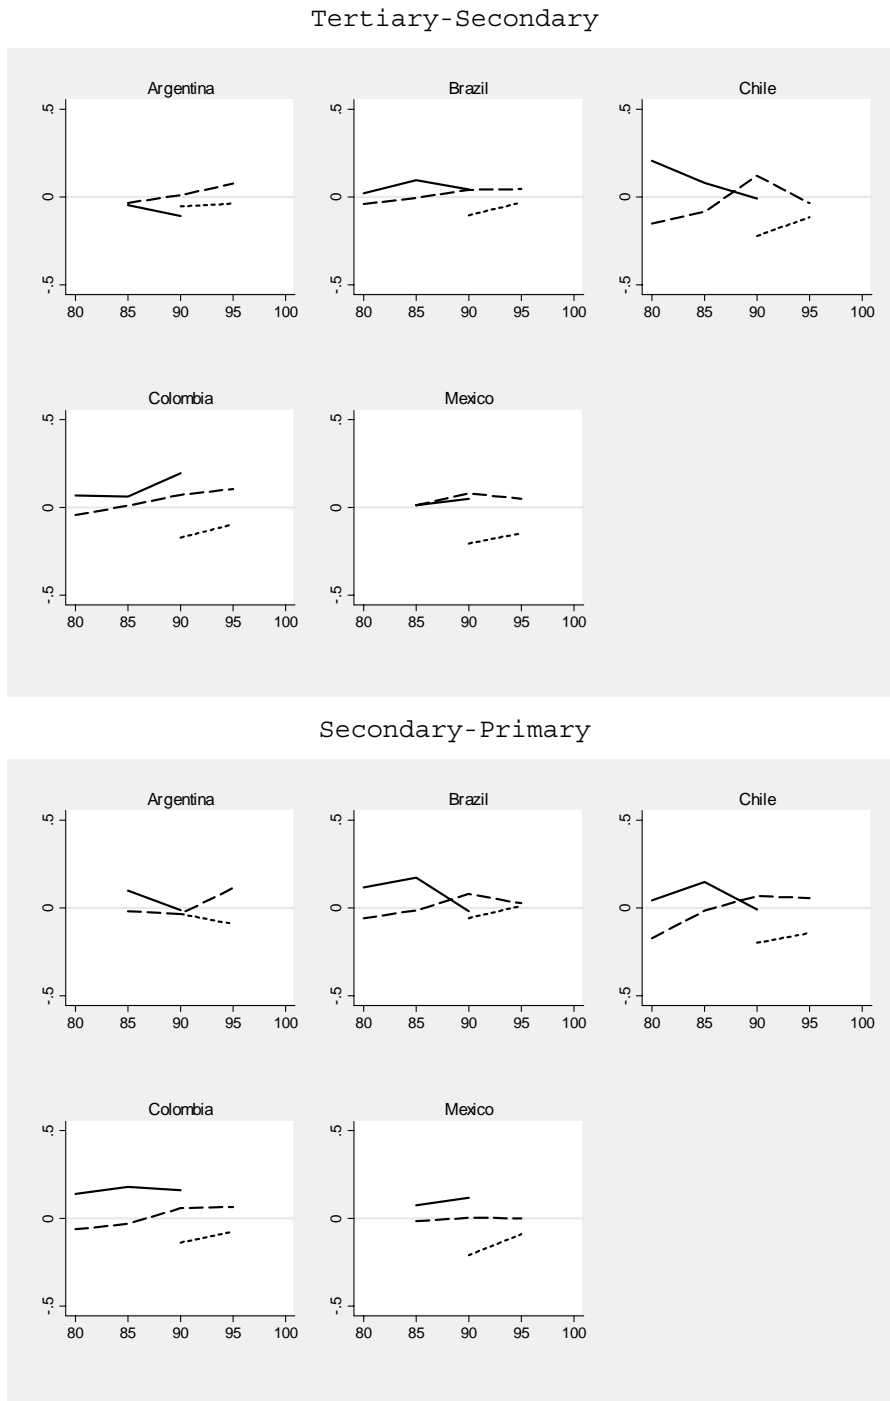 Tertiary-Secondary
Argentina Brazil Chile
.5 .5 .5
0 0 0
-.5 -.5 -.5
80 85 90 95 100 80 85 90 95 100 80 85 90 95 100
Colombia Mexico
.5 .5
0 0
-.5 -.5
80 85 90 95 100 80 85 90 95 100
Secondary-Primary
Argentina Brazil Chile
.5 .5 .5
0 0 0
-.5 -.5 -.5
80 85 90 95 100 80 85 90 95 100 80 85 90 95 100
Colombia Mexico
.5 .5
0 0
-.5 -.5
80 85 90 95 100 80 85 90 95 100